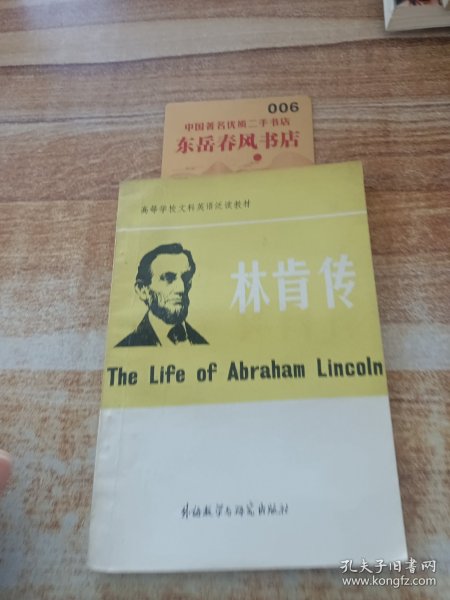 006
中国著名优质二手书店
东岳春风书店
高等学校文科英语泛读教材
林肯传
The Life of Abraham Lincoln
外语教学与研究出版社
孔夫子旧书网
www.kongfz.com